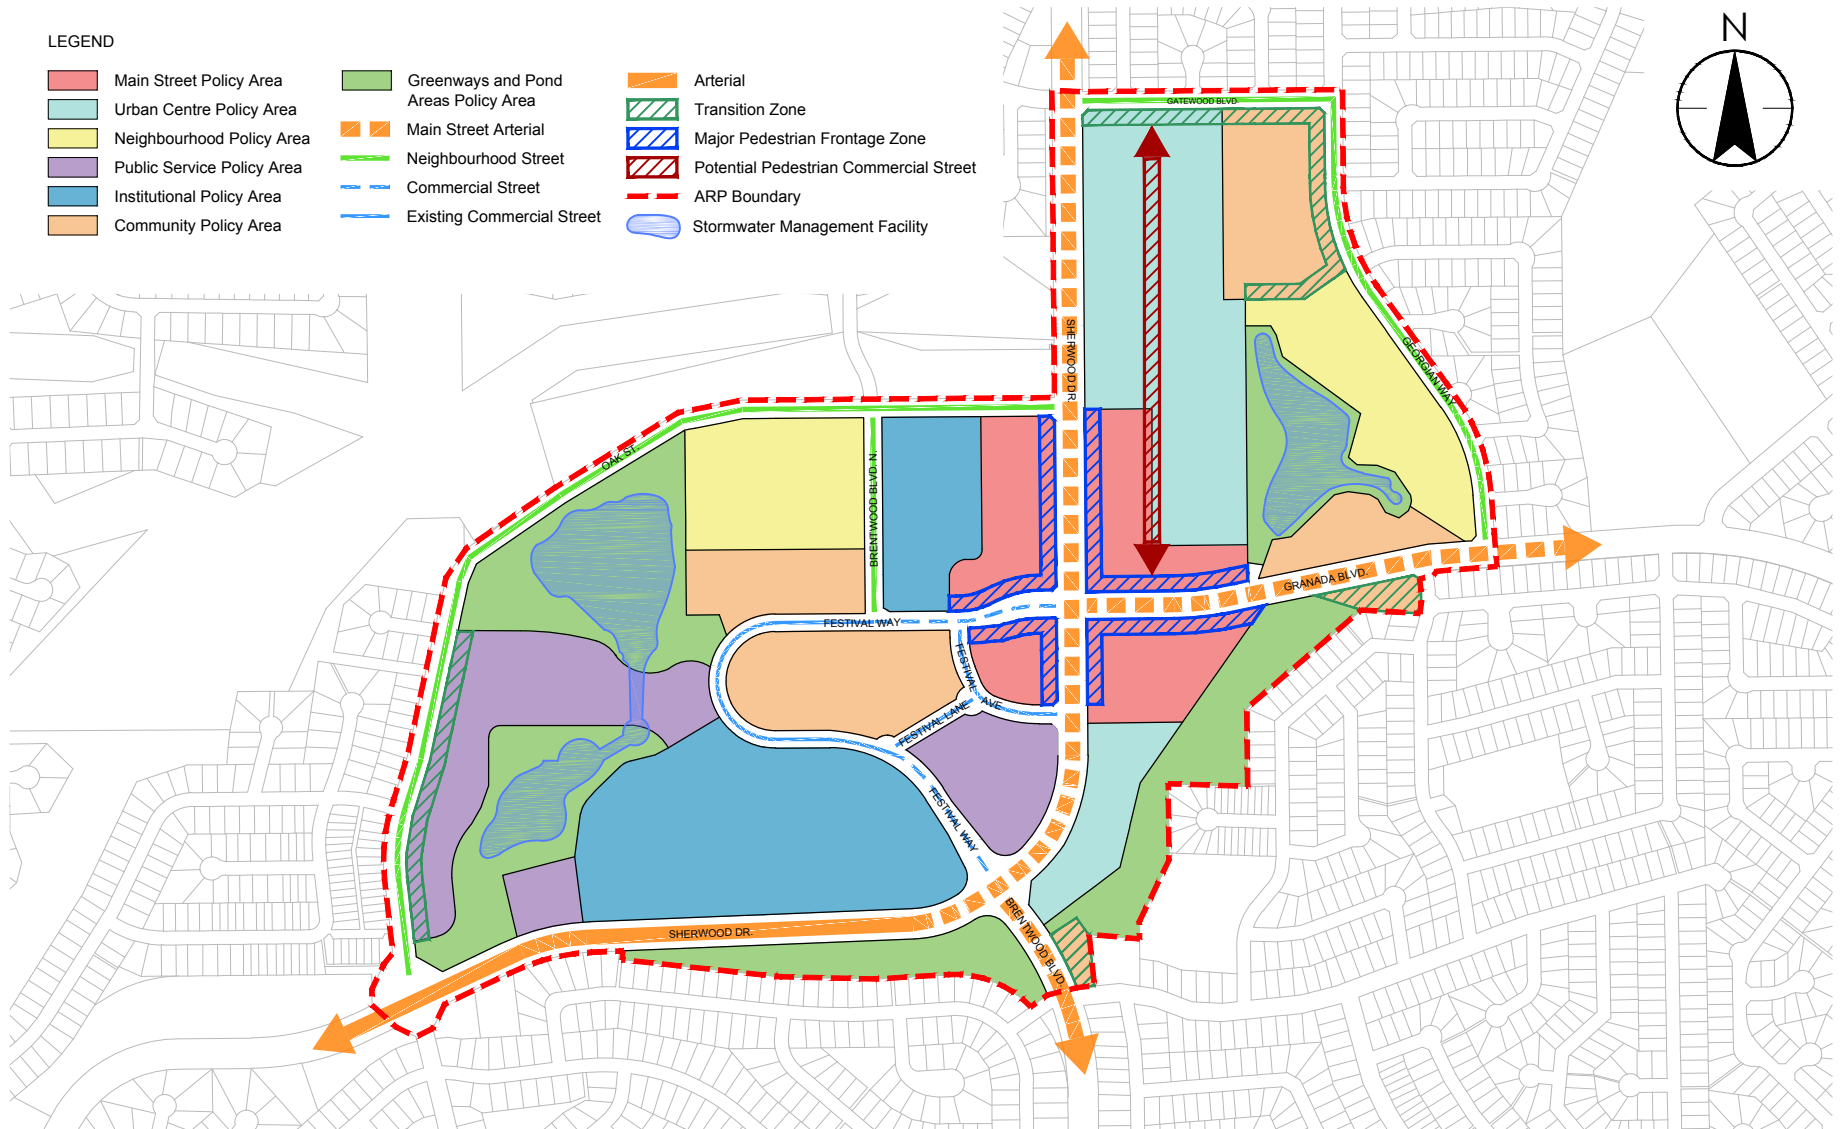 LEGEND
Main Street Policy Area
Urban Centre Policy Area
Neighbourhood Policy Area
Public Service Policy Area
Institutional Policy Area
Community Policy Area
Greenways and Pond
Areas Policy Area
Main Street Arterial
Neighbourhood Street
Commercial Street
Existing Commercial Street
Arterial
Transition Zone
Major Pedestrian Frontage Zone
Potential Pedestrian Commercial Street
ARP Boundary
Stormwater Management Facility
N
GATEWOOD BLVD.
SHERWOOD DR.
GEORGIAN WAY
OAK ST.
BRENTWOOD BLVD. N.
GRANADA BLVD.
FESTIVAL WAY
FESTIVAL AVE
FESTIVAL LANE
FESTIVAL WAY
SHERWOOD DR.
BRENTWOOD BLVD.